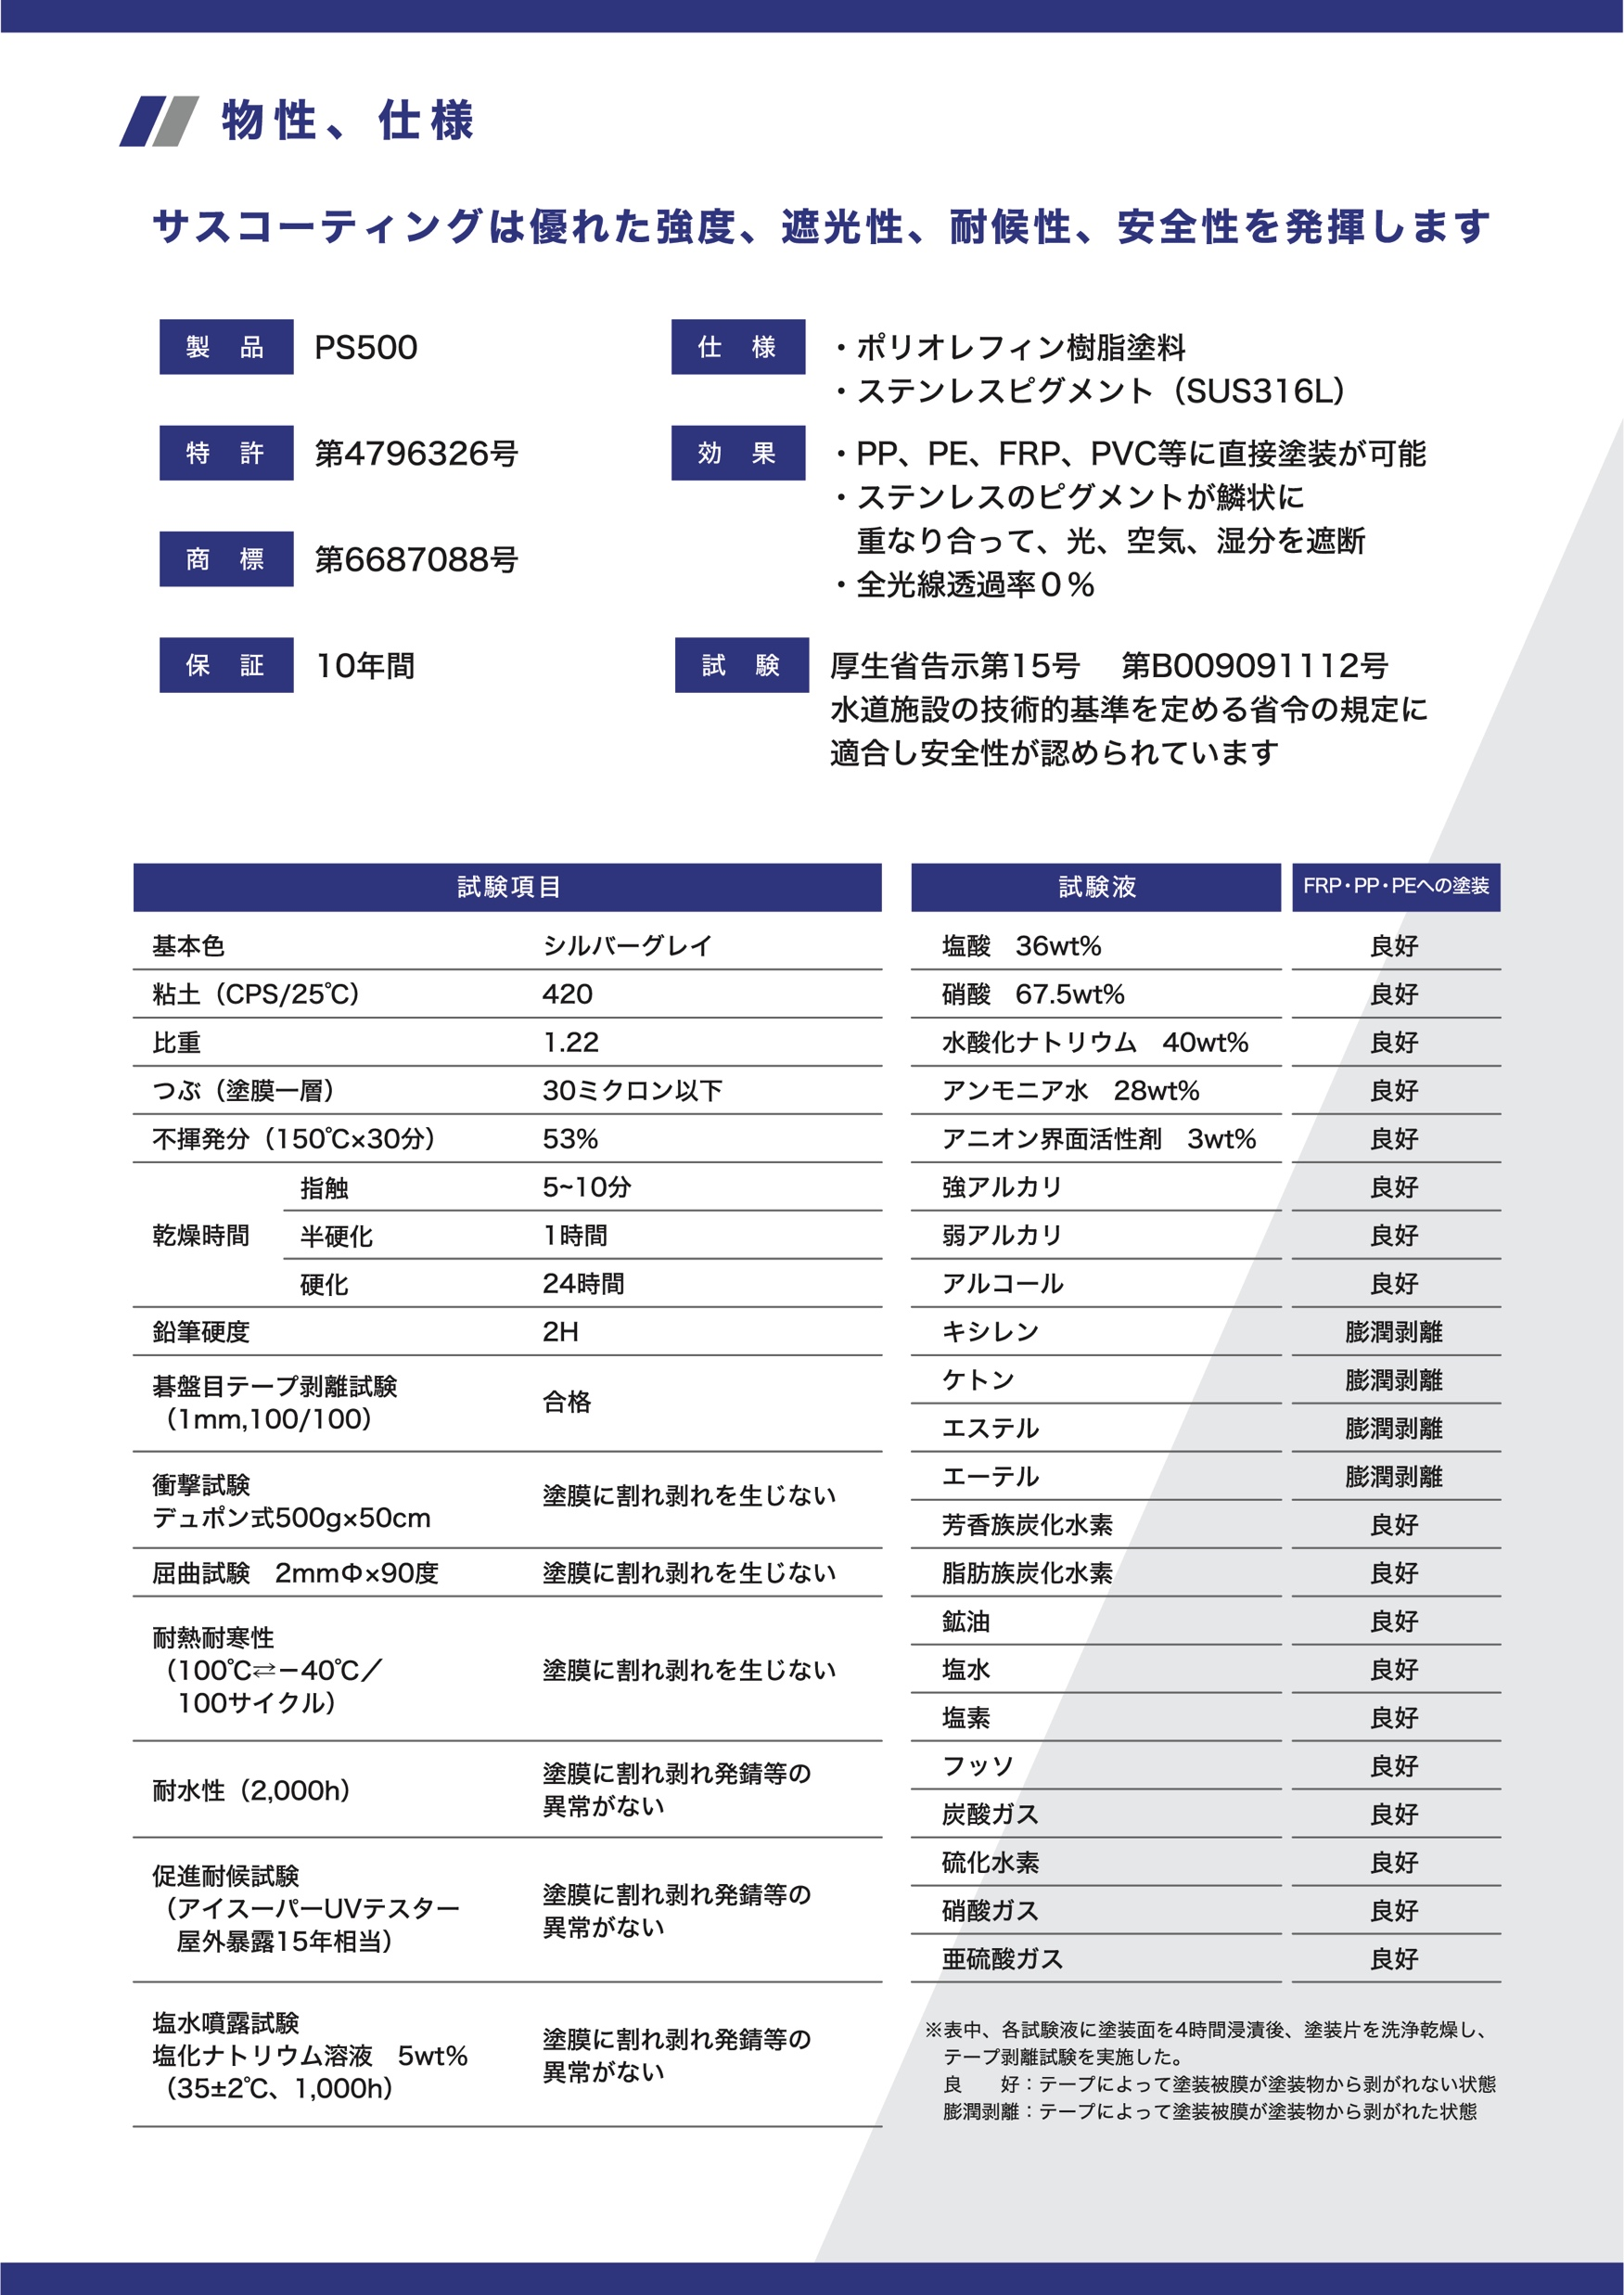 物性、仕様
サスコーティングは優れた強度、遮光性、耐候性、安全性を発揮します
製 品 PS500
特 許 第4796326号
商 標 第6687088号
保 証 10年間
仕 様 ・ポリオレフィン樹脂塗料
・ステンレスピグメント（SUS316L）
効 果 ・PP、PE、FRP、PVC等に直接塗装が可能
・ステンレスのピグメントが鱗状に
重なり合って、光、空気、湿分を遮断
・全光線透過率０％
試 験 厚生省告示第15号 第B009091112号
水道施設の技術的基準を定める省令の規定に
適合し安全性が認められています
試験項目
基本色 シルバーグレイ
粘土（CPS/25℃） 420
比重 1.22
つぶ（塗膜一層） 30ミクロン以下
不揮発分（150℃×30分） 53%
乾燥時間
指触 5~10分
半硬化 1時間
硬化 24時間
鉛筆硬度 2H
碁盤目テープ剥離試験
（1mm,100/100）
合格
衝撃試験
デュポン式500g×50cm
塗膜に割れ剥れを生じない
屈曲試験 2mmΦ×90度 塗膜に割れ剥れを生じない
耐熱耐寒性
（100℃⇄−40℃／
100サイクル）
塗膜に割れ剥れを生じない
耐水性（2,000h）
塗膜に割れ剥れ発錆等の
異常がない
促進耐候試験
（アイスーパーUVテスター
屋外暴露15年相当）
塗膜に割れ剥れ発錆等の
異常がない
塩水噴露試験
塩化ナトリウム溶液 5wt%
（35±2℃、1,000h）
塗膜に割れ剥れ発錆等の
異常がない
試験液 FRP・PP・PEへの塗装
塩酸 36wt% 良好
硝酸 67.5wt% 良好
水酸化ナトリウム 40wt% 良好
アンモニア水 28wt% 良好
アニオン界面活性剤 3wt% 良好
強アルカリ 良好
弱アルカリ 良好
アルコール 良好
キシレン 膨潤剥離
ケトン 膨潤剥離
エステル 膨潤剥離
エーテル 膨潤剥離
芳香族炭化水素 良好
脂肪族炭化水素 良好
鉱油 良好
塩水 良好
塩素 良好
フッソ 良好
炭酸ガス 良好
硫化水素 良好
硝酸ガス 良好
亜硫酸ガス 良好
※表中、各試験液に塗装面を4時間浸漬後、塗装片を洗浄乾燥し、
テープ剥離試験を実施した。
良 好：テープによって塗装被膜が塗装物から剥がれない状態
膨潤剥離：テープによって塗装被膜が塗装物から剥がれた状態